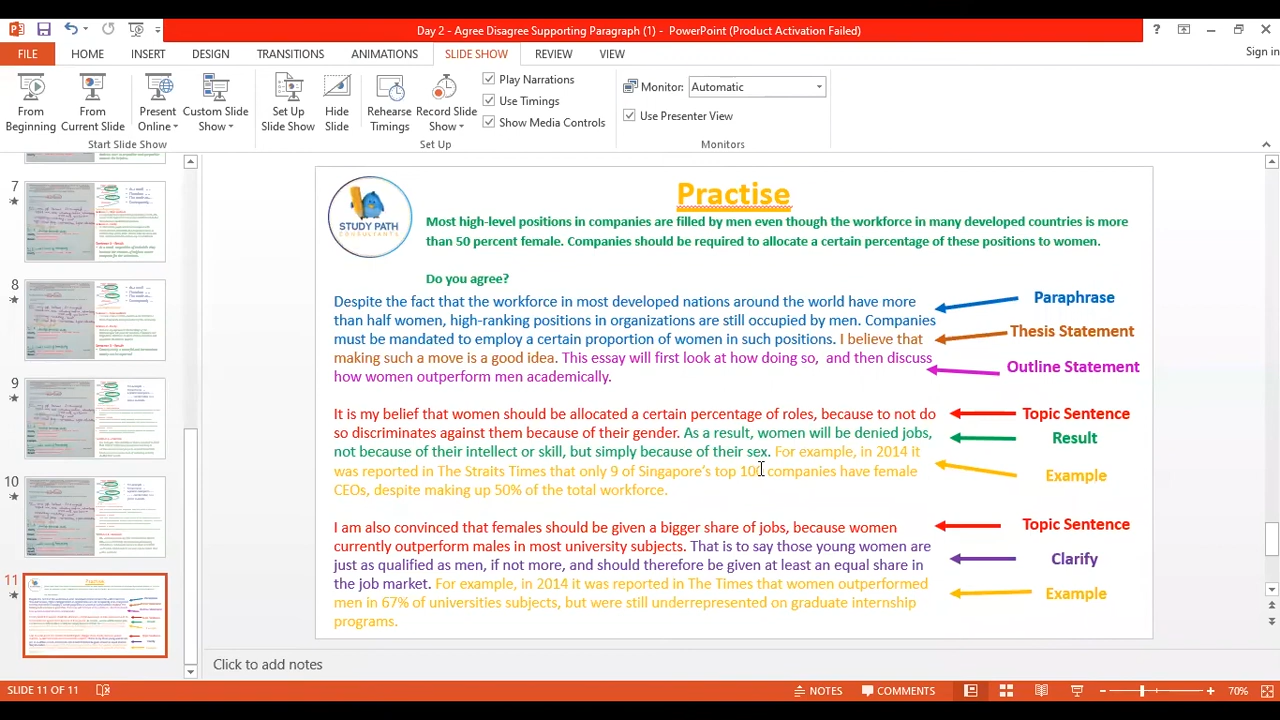 Day 2 - Agree Disagree Supporting Paragraph (1) - PowerPoint (Product Activation Failed)
FILE HOME INSERT DESIGN TRANSITIONS ANIMATIONS SLIDE SHOW REVIEW VIEW Sign in
From Beginning
From Current Slide
Present Online
Custom Slide Show
Set Up Slide Show
Hide Slide
Rehearse Timings
Record Slide Show
Play Narrations
Use Timings
Show Media Controls
Monitor: Automatic
Use Presenter View
Start Slide Show Set Up Monitors
7
8
9
10
11
STUDY PATH
CONSULTANTS
Practise
Most high-level positions in companies are filled by men even though the workforce in many developed countries is more
than 50 percent female. Companies should be required to allocate a certain percentage of these positions to women.
Do you agree?
Despite the fact that the workforce in most developed nations around the world have more
than half women, high-ranking positions in organizations are still occupied by men. Companies
must be mandated to employ a certain proportion of women in such positions. I believe that
making such a move is a good idea. This essay will first look at how doing so, and then discuss
how women outperform men academically.
Paraphrase
Thesis Statement
Outline Statement
It is my belief that women should be allocated a certain percentage of roles, because to not do
so discriminates against them because of their gender. As a result, women will be denied jobs,
not because of their intellect or skill, but simply because of their sex. For example, in 2014 it
was reported in The Straits Times that only 9 of Singapore's top 100 companies have female
CEOs, despite making up 56% of the total workforce.
Topic Sentence
Result
Example
I am also convinced that females should be given a bigger share of jobs, because women
currently outperform males in most university subjects. That is to say those young women are
just as qualified as men, if not more, and should therefore be given at least an equal share in
the job market. For example, in 2014 it was reported in The Times that women outperformed
of were still underrepresented in
programs.
Topic Sentence
Clarify
Example
Click to add notes
SLIDE 11 OF 11 NOTES COMMENTS 70%